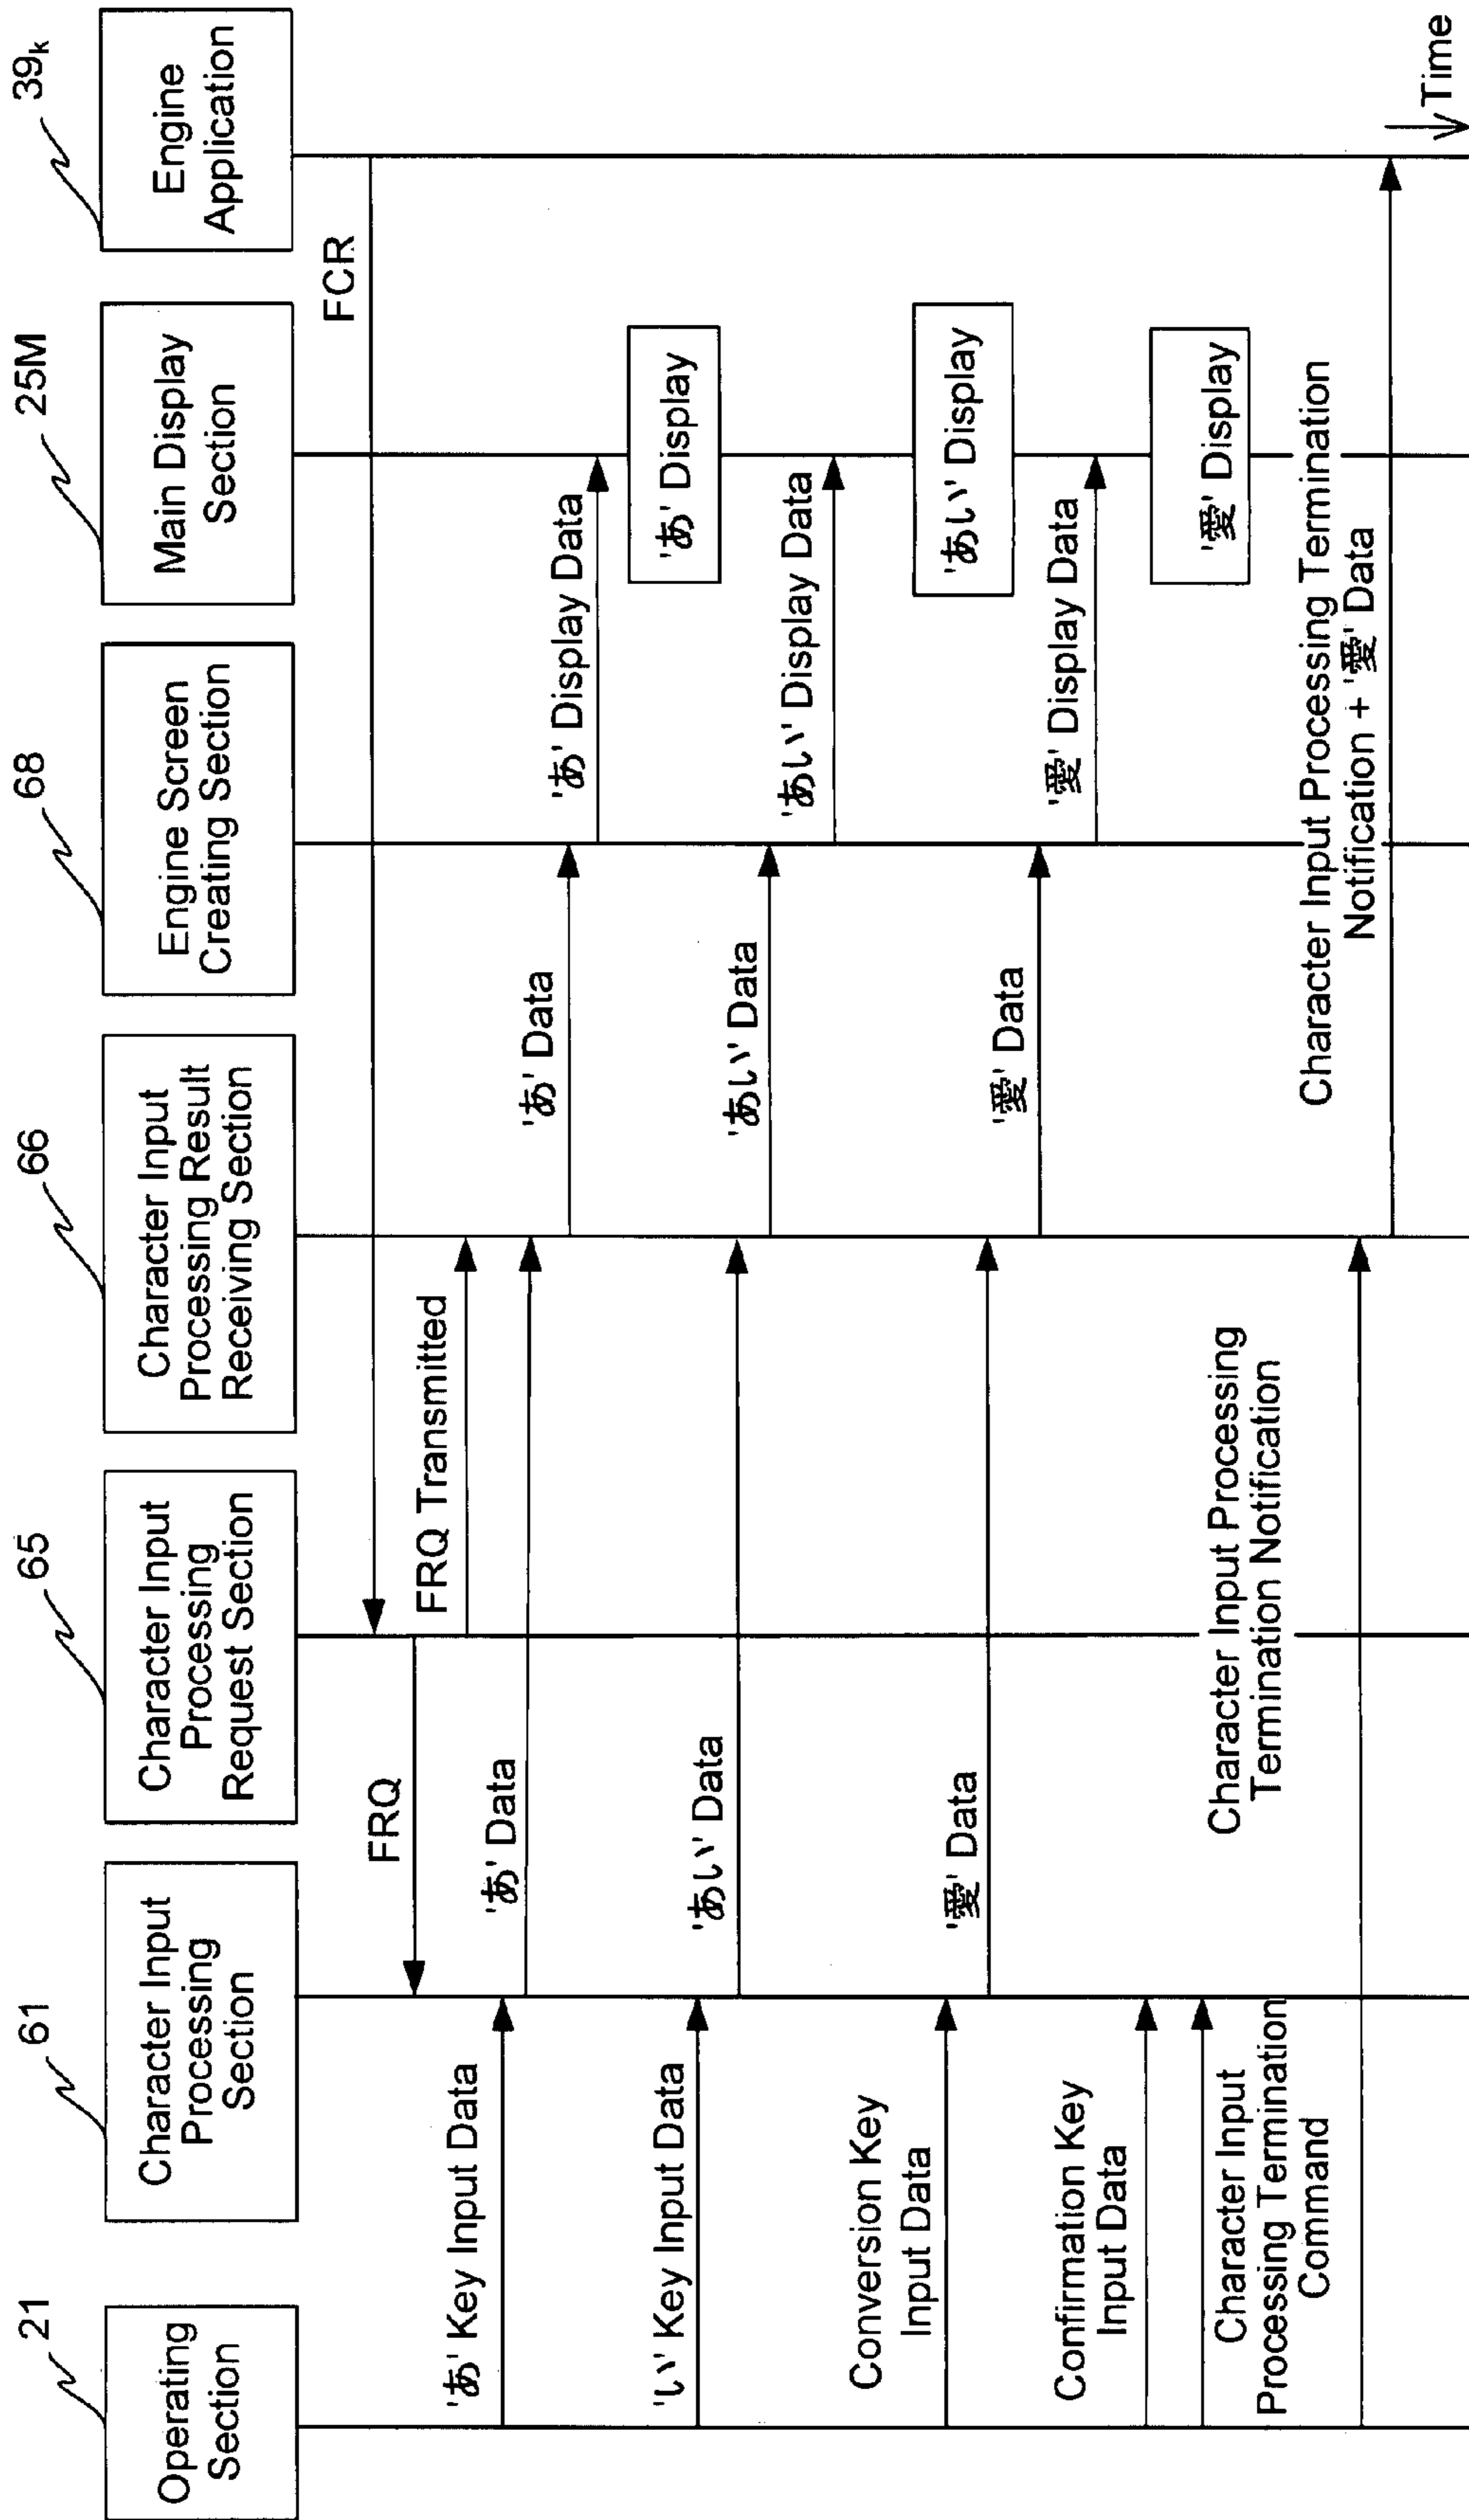 21
Operating
Section
61
Character Input
Processing
Section
65
Character Input
Processing
Request Section
66
Character Input
Processing Result
Receiving Section
68
Engine Screen
Creating Section
25M
Main Display
Section
39k
Engine
Application
FCR
FRQ
FRQ Transmitted
'あ' Key Input Data
'あ' Data
'あ' Data
'あ' Display Data
'あ' Display
'い' Key Input Data
'あい' Data
'あい' Data
'あい' Display Data
'あい' Display
Conversion Key
Input Data
'愛' Data
'愛' Data
'愛' Display Data
'愛' Display
Confirmation Key
Input Data
Character Input
Processing Termination
Command
Character Input Processing
Termination Notification
Character Input Processing Termination
Notification + '愛' Data
Time